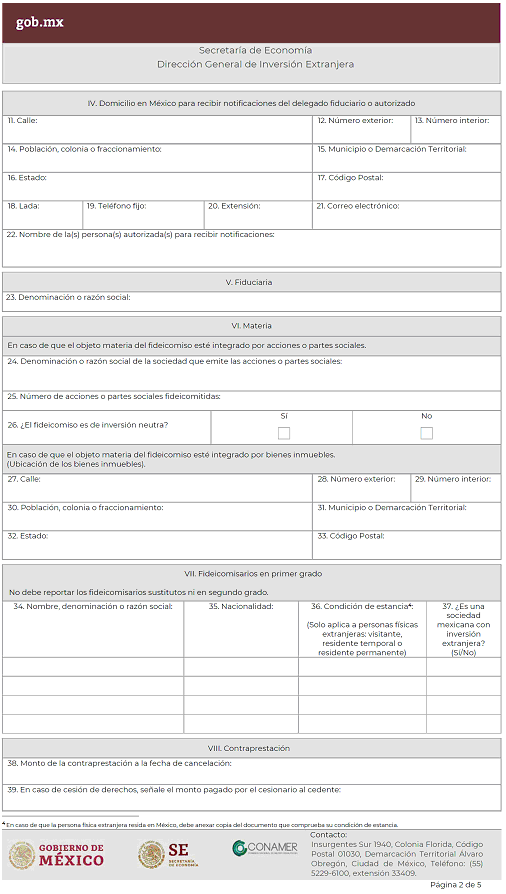 gob.mx
Secretaría de Economía
Dirección General de Inversión Extranjera
IV. Domicilio en México para recibir notificaciones del delegado fiduciario o autorizado
11. Calle:
12. Número exterior:
13. Número interior:
14. Población, colonia o fraccionamiento:
15. Municipio o Demarcación Territorial:
16. Estado:
17. Código Postal:
18. Lada:
19. Teléfono fijo:
20. Extensión:
21. Correo electrónico:
22. Nombre de la(s) persona(s) autorizada(s) para recibir notificaciones:
V. Fiduciaria
23. Denominación o razón social:
VI. Materia
En caso de que el objeto materia del fideicomiso esté integrado por acciones o partes sociales.
24. Denominación o razón social de la sociedad que emite las acciones o partes sociales:
25. Número de acciones o partes sociales fideicomitidas:
26. ¿El fideicomiso es de inversión neutra?
Sí
No
En caso de que el objeto materia del fideicomiso esté integrado por bienes inmuebles.
(Ubicación de los bienes inmuebles).
27. Calle:
28. Número exterior:
29. Número interior:
30. Población, colonia o fraccionamiento:
31. Municipio o Demarcación Territorial:
32. Estado:
33. Código Postal:
VII. Fideicomisarios en primer grado
No debe reportar los fideicomisarios sustitutos ni en segundo grado.
34. Nombre, denominación o razón social:
35. Nacionalidad:
36. Condición de estancia⁴:
(Solo aplica a personas físicas
extranjeras: visitante,
residente temporal o
residente permanente)
37. ¿Es una
sociedad
mexicana con
inversión
extranjera?
(Sí/No)
VIII. Contraprestación
38. Monto de la contraprestación a la fecha de cancelación:
39. En caso de cesión de derechos, señale el monto pagado por el cesionario al cedente:
⁴ En caso de que la persona física extranjera resida en México, debe anexar copia del documento que comprueba su condición de estancia.
GOBIERNO DE
MÉXICO
SE
SECRETARÍA
DE ECONOMÍA
CONAMER
Contacto:
Insurgentes Sur 1940, Colonia Florida, Código
Postal 01030, Demarcación Territorial Álvaro
Obregón, Ciudad de México, Teléfono: (55)
5229-6100, extensión 33409.
Página 2 de 5